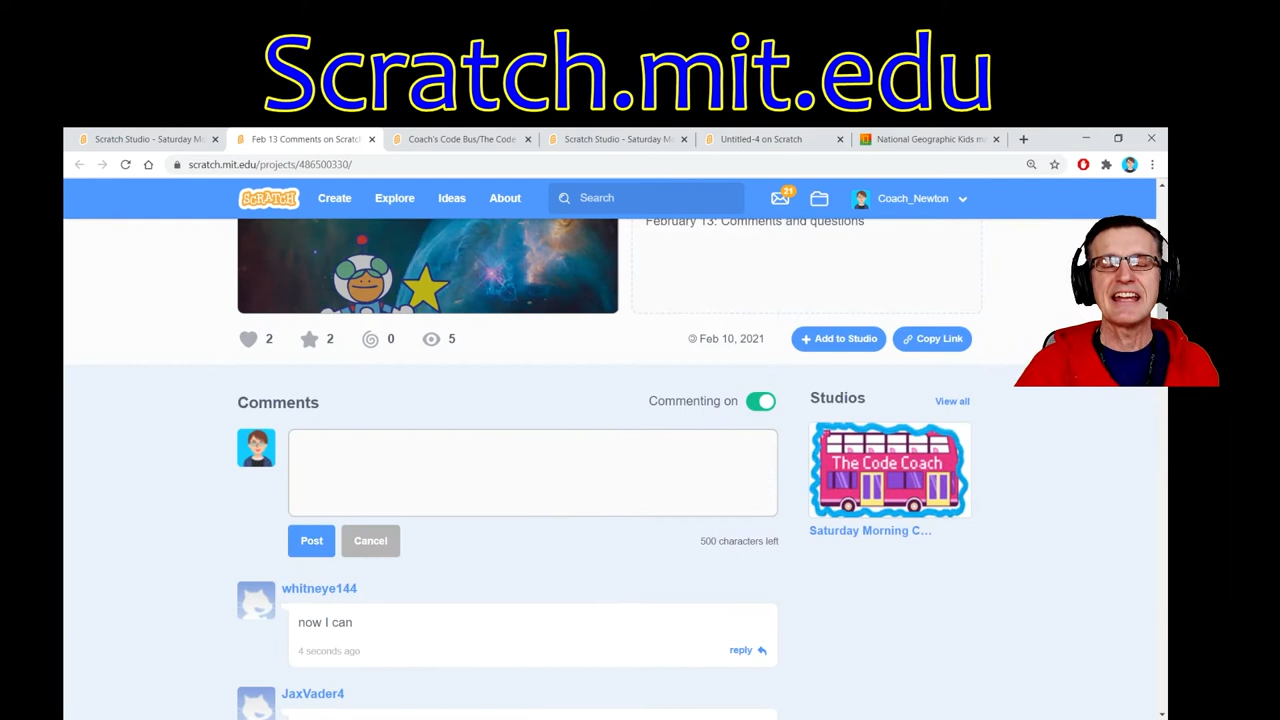 Scratch.mit.edu
Scratch Studio - Saturday M
Feb 13 Comments on Scratch
Coach's Code Bus/The Code
Scratch Studio - Saturday M
Untitled-4 on Scratch
National Geographic Kids m
scratch.mit.edu/projects/486500330/
SCRATCH
Create
Explore
Ideas
About
Search
21
Coach_Newton
February 13: Comments and questions
2
2
0
5
Feb 10, 2021
Add to Studio
Copy Link
Comments
Commenting on
Studios
View all
The Code Coach
Saturday Morning C...
Post
Cancel
500 characters left
whitneye144
now I can
4 seconds ago
reply
JaxVader4